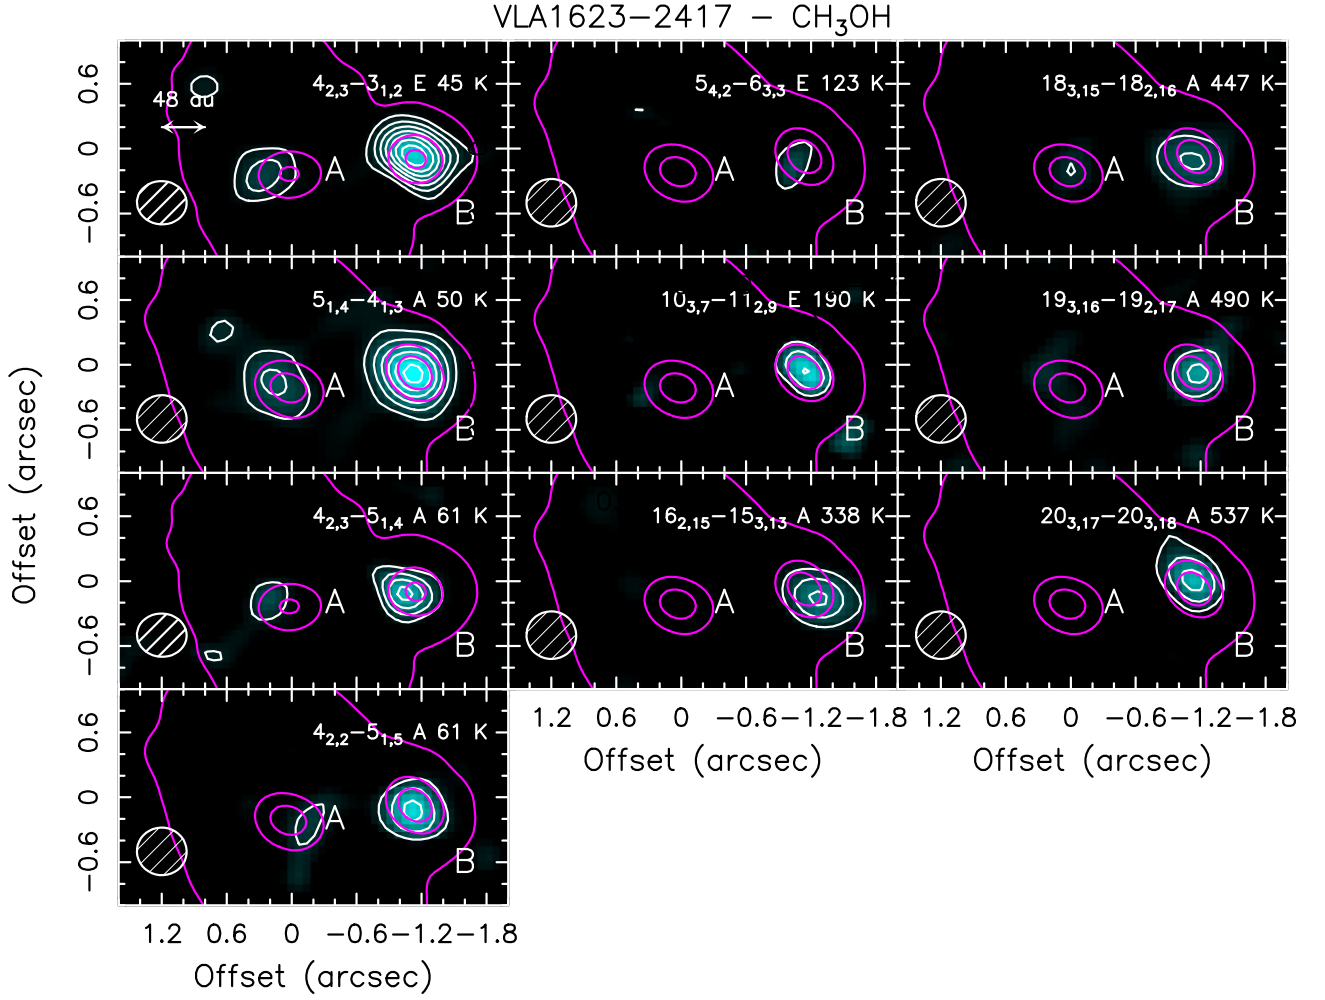 VLA1623−2417 − CH₃OH
4₂,₃−3₁,₂ E 45 K
48 au
A
B
0.6
0
−0.6
5₄,₂−6₃,₃ E 123 K
A
B
18₃,₁₅−18₂,₁₆ A 447 K
A
B
5₁,₄−4₁,₃ A 50 K
A
B
0.6
0
−0.6
10₃,₇−11₂,₉ E 190 K
A
B
19₃,₁₆−19₂,₁₇ A 490 K
A
B
4₂,₃−5₁,₄ A 61 K
A
B
0.6
0
−0.6
16₂,₁₅−15₃,₁₃ A 338 K
A
B
20₃,₁₇−20₃,₁₈ A 537 K
A
B
4₂,₂−5₁,₅ A 61 K
A
B
0.6
0
−0.6
Offset (arcsec)
1.2 0.6 0 −0.6 −1.2 −1.8
Offset (arcsec)
1.2 0.6 0 −0.6 −1.2 −1.8
Offset (arcsec)
1.2 0.6 0 −0.6 −1.2 −1.8
Offset (arcsec)